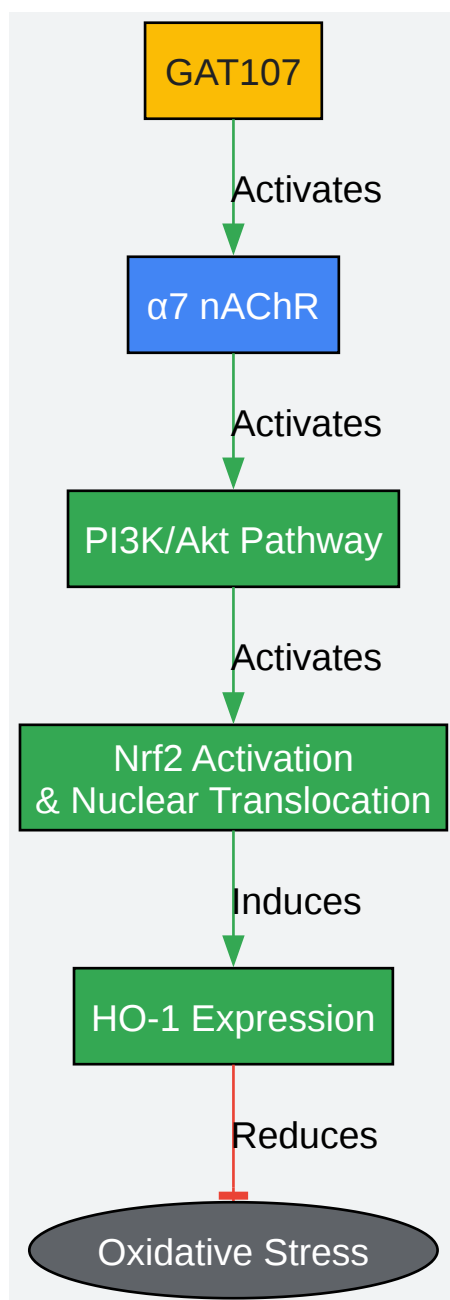 GAT107
Activates
α7 nAChR
Activates
PI3K/Akt Pathway
Activates
Nrf2 Activation
& Nuclear Translocation
Induces
HO-1 Expression
Reduces
Oxidative Stress